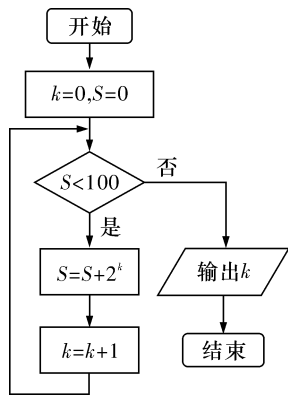 开始
k=0,S=0
S<100
否
是
S=S+2^k
输出k
k=k+1
结束